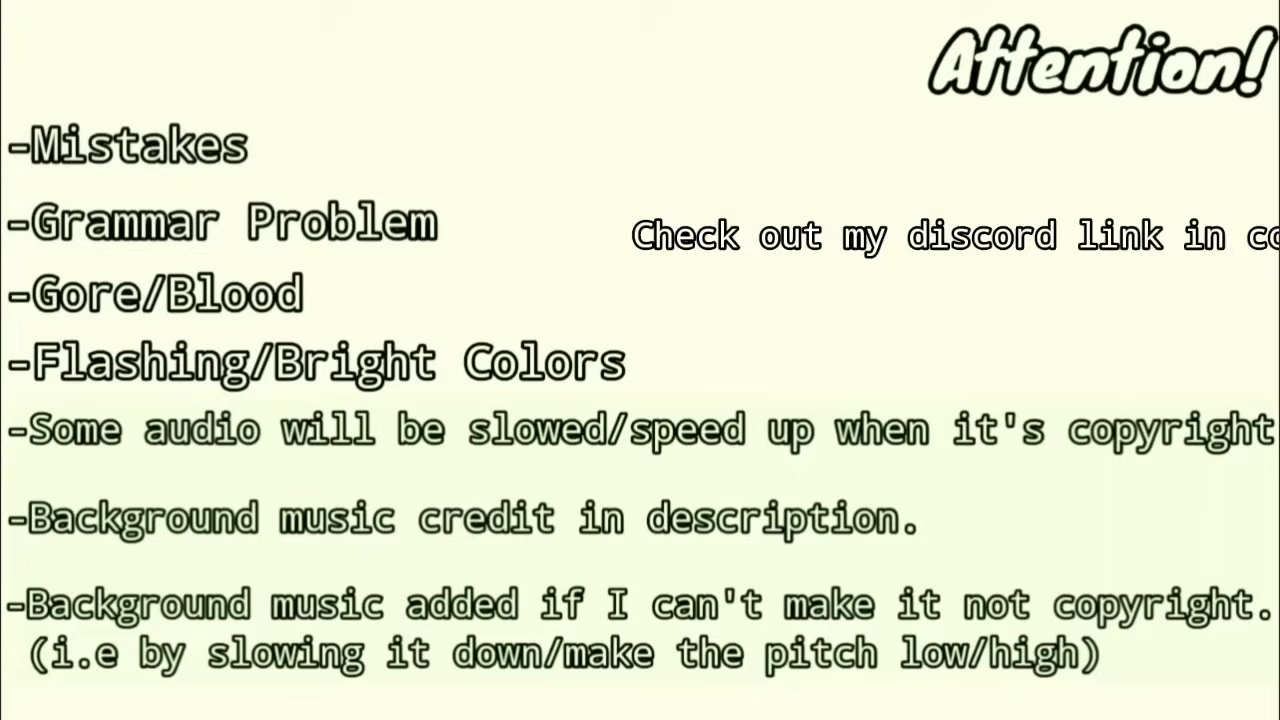 Attention!
-Mistakes
-Grammar Problem
Check out my discord link in
-Gore/Blood
-Flashing/Bright Colors
-Some audio will be slowed/speed up when it's copyright
-Background music credit in description.
-Background music added if I can't make it not copyright.
(i.e by slowing it down/make the pitch low/high)